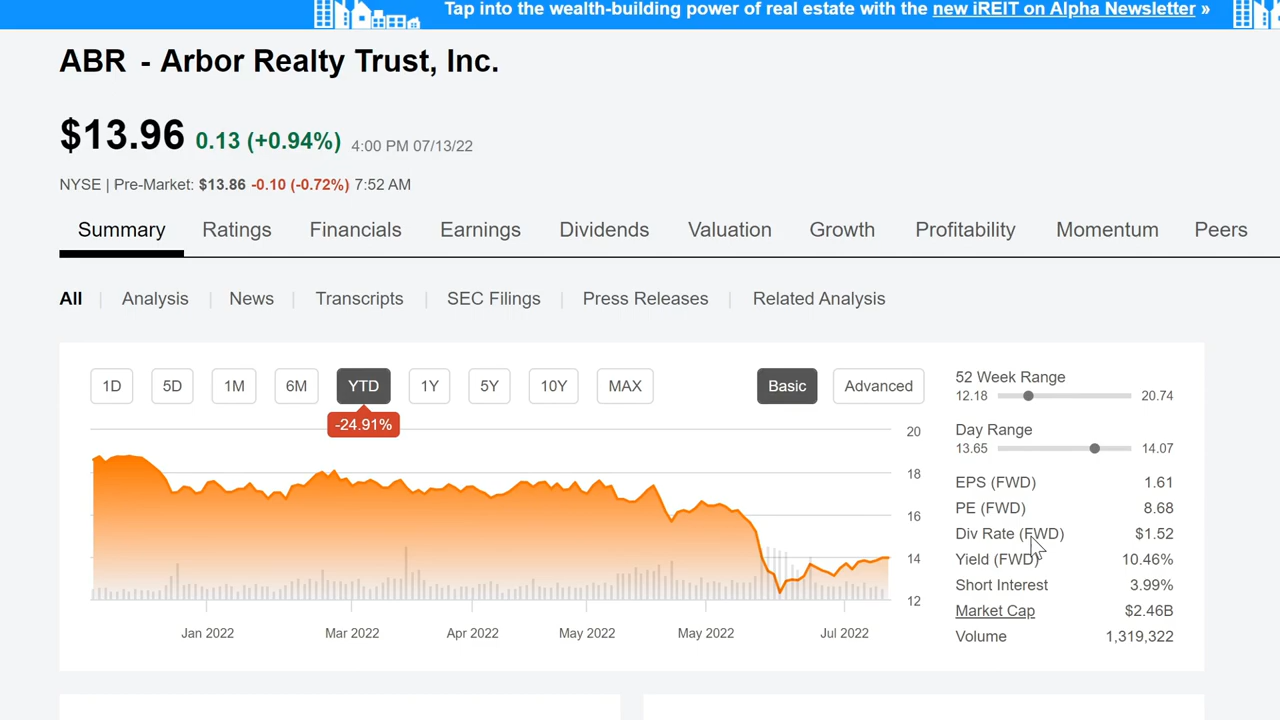 Tap into the wealth-building power of real estate with the new iREIT on Alpha Newsletter »
ABR - Arbor Realty Trust, Inc.
$13.96 0.13 (+0.94%) 4:00 PM 07/13/22
NYSE | Pre-Market: $13.86 -0.10 (-0.72%) 7:52 AM
Summary Ratings Financials Earnings Dividends Valuation Growth Profitability Momentum Peers
All | Analysis | News | Transcripts | SEC Filings | Press Releases | Related Analysis
1D 5D 1M 6M YTD 1Y 5Y 10Y MAX Basic Advanced
-24.91%
20
18
16
14
12
Jan 2022 Mar 2022 Apr 2022 May 2022 May 2022 Jul 2022
52 Week Range
12.18 20.74
Day Range
13.65 14.07
EPS (FWD) 1.61
PE (FWD) 8.68
Div Rate (FWD) $1.52
Yield (FWD) 10.46%
Short Interest 3.99%
Market Cap $2.46B
Volume 1,319,322